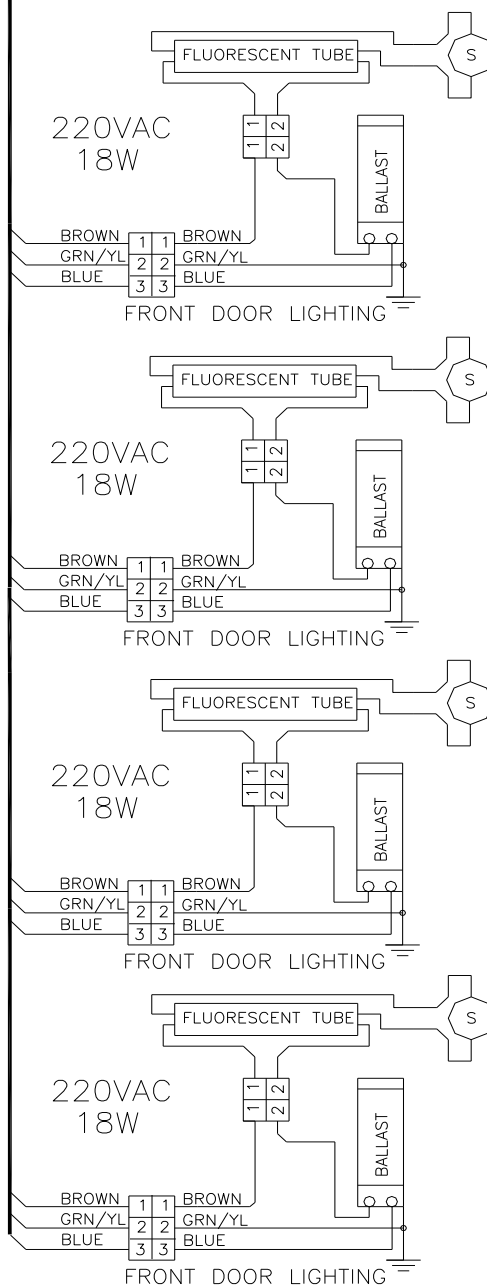 FLUORESCENT TUBE
S
220VAC
18W
1 2
1 2
BALLAST
BROWN 1 1 BROWN
GRN/YL 2 2 GRN/YL
BLUE 3 3 BLUE
FRONT DOOR LIGHTING
FLUORESCENT TUBE
S
220VAC
18W
1 2
1 2
BALLAST
BROWN 1 1 BROWN
GRN/YL 2 2 GRN/YL
BLUE 3 3 BLUE
FRONT DOOR LIGHTING
FLUORESCENT TUBE
S
220VAC
18W
1 2
1 2
BALLAST
BROWN 1 1 BROWN
GRN/YL 2 2 GRN/YL
BLUE 3 3 BLUE
FRONT DOOR LIGHTING
FLUORESCENT TUBE
S
220VAC
18W
1 2
1 2
BALLAST
BROWN 1 1 BROWN
GRN/YL 2 2 GRN/YL
BLUE 3 3 BLUE
FRONT DOOR LIGHTING